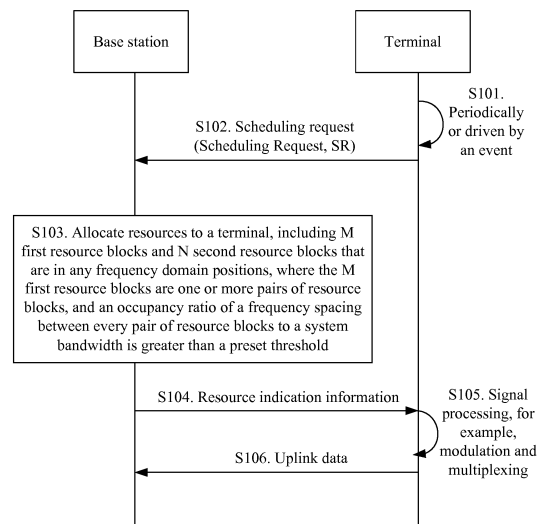 Base station
Terminal
S101.
Periodically
or driven by
an event
S102. Scheduling request
(Scheduling Request, SR)
S103. Allocate resources to a terminal, including M
first resource blocks and N second resource blocks that
are in any frequency domain positions, where the M
first resource blocks are one or more pairs of resource
blocks, and an occupancy ratio of a frequency spacing
between every pair of resource blocks to a system
bandwidth is greater than a preset threshold
S104. Resource indication information
S105. Signal
processing, for
example,
modulation and
multiplexing
S106. Uplink data